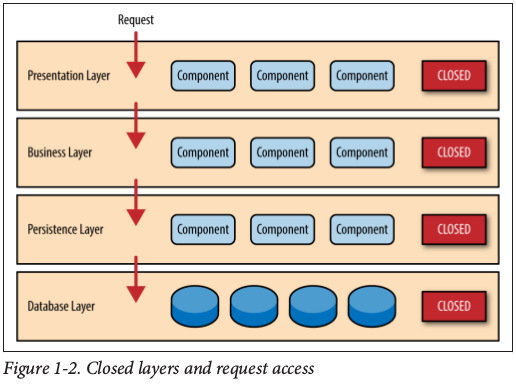 Request
Presentation Layer Component Component Component CLOSED
Business Layer Component Component Component CLOSED
Persistence Layer Component Component Component CLOSED
Database Layer CLOSED
Figure 1-2. Closed layers and request access